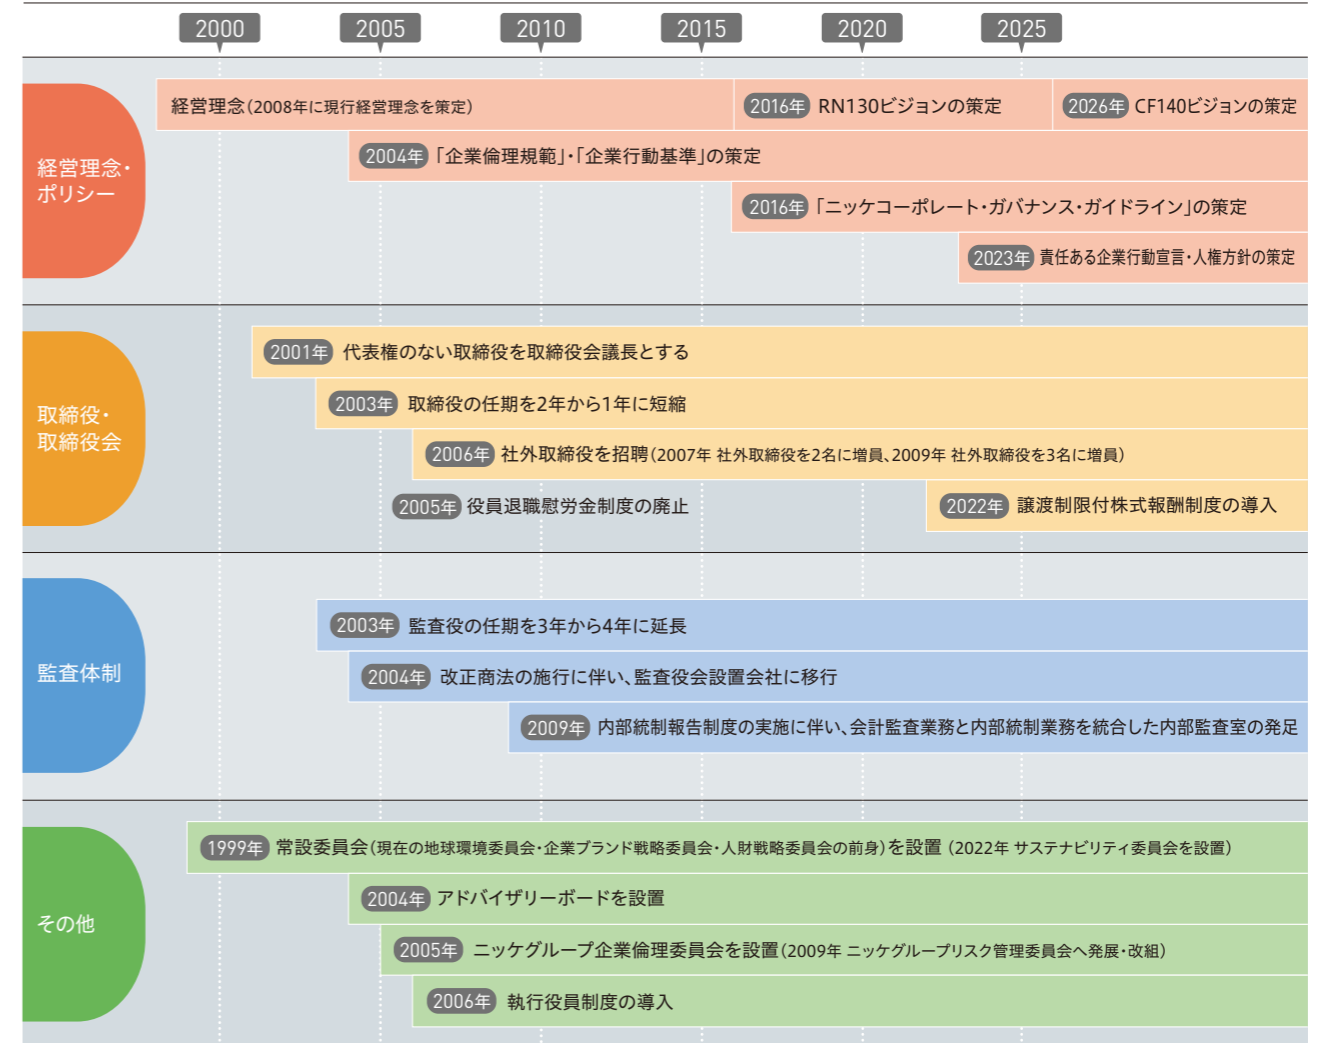 2000 2005 2010 2015 2020 2025
経営理念・
ポリシー
経営理念（2008年に現行経営理念を策定） 2016年 RN130ビジョンの策定 2026年 CF140ビジョンの策定
2004年 「企業倫理規範」・「企業行動基準」の策定
2016年 「ニッケコーポレート・ガバナンス・ガイドライン」の策定
2023年 責任ある企業行動宣言・人権方針の策定
取締役・
取締役会
2001年 代表権のない取締役を取締役会議長とする
2003年 取締役の任期を2年から1年に短縮
2006年 社外取締役を招聘（2007年 社外取締役を2名に増員、2009年 社外取締役を3名に増員）
2005年 役員退職慰労金制度の廃止 2022年 譲渡制限付株式報酬制度の導入
監査体制
2003年 監査役の任期を3年から4年に延長
2004年 改正商法の施行に伴い、監査役会設置会社に移行
2009年 内部統制報告制度の実施に伴い、会計監査業務と内部統制業務を統合した内部監査室の発足
その他
1999年 常設委員会（現在の地球環境委員会・企業ブランド戦略委員会・人財戦略委員会の前身）を設置（2022年 サステナビリティ委員会を設置）
2004年 アドバイザリーボードを設置
2005年 ニッケグループ企業倫理委員会を設置（2009年 ニッケグループリスク管理委員会へ発展・改組）
2006年 執行役員制度の導入